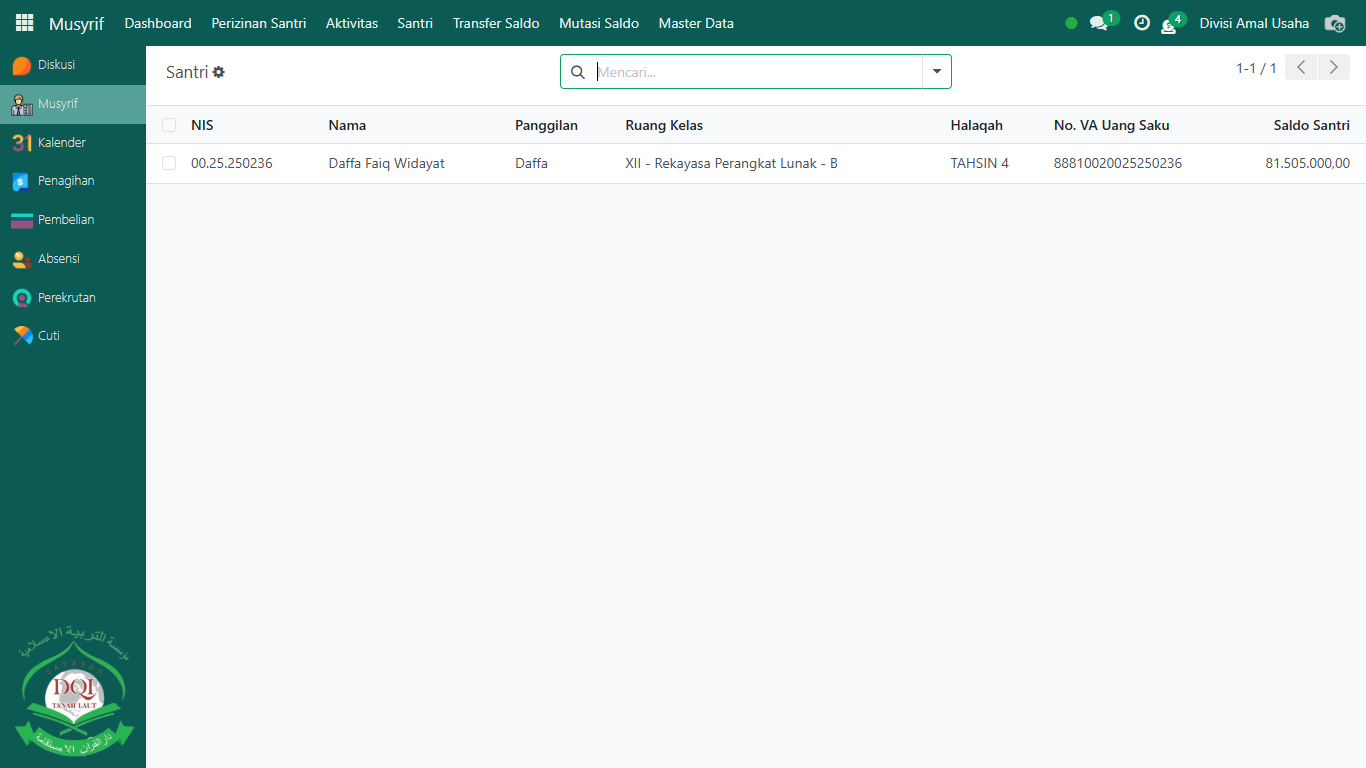 Musyrif Dashboard Perizinan Santri Aktivitas Santri Transfer Saldo Mutasi Saldo Master Data 1 4 Divisi Amal Usaha
Diskusi
Musyrif
31 Kalender
Penagihan
Pembelian
Absensi
Perekrutan
Cuti
Santri Mencari... 1-1 / 1
NIS Nama Panggilan Ruang Kelas Halaqah No. VA Uang Saku Saldo Santri
00.25.250236 Daffa Faiq Widayat Daffa XII - Rekayasa Perangkat Lunak - B TAHSIN 4 88810020025250236 81.505.000,00
مؤسسة التربية الإسلامية
YAYASAN
DQI
TANAH LAUT
دار القرآن الاستقامة